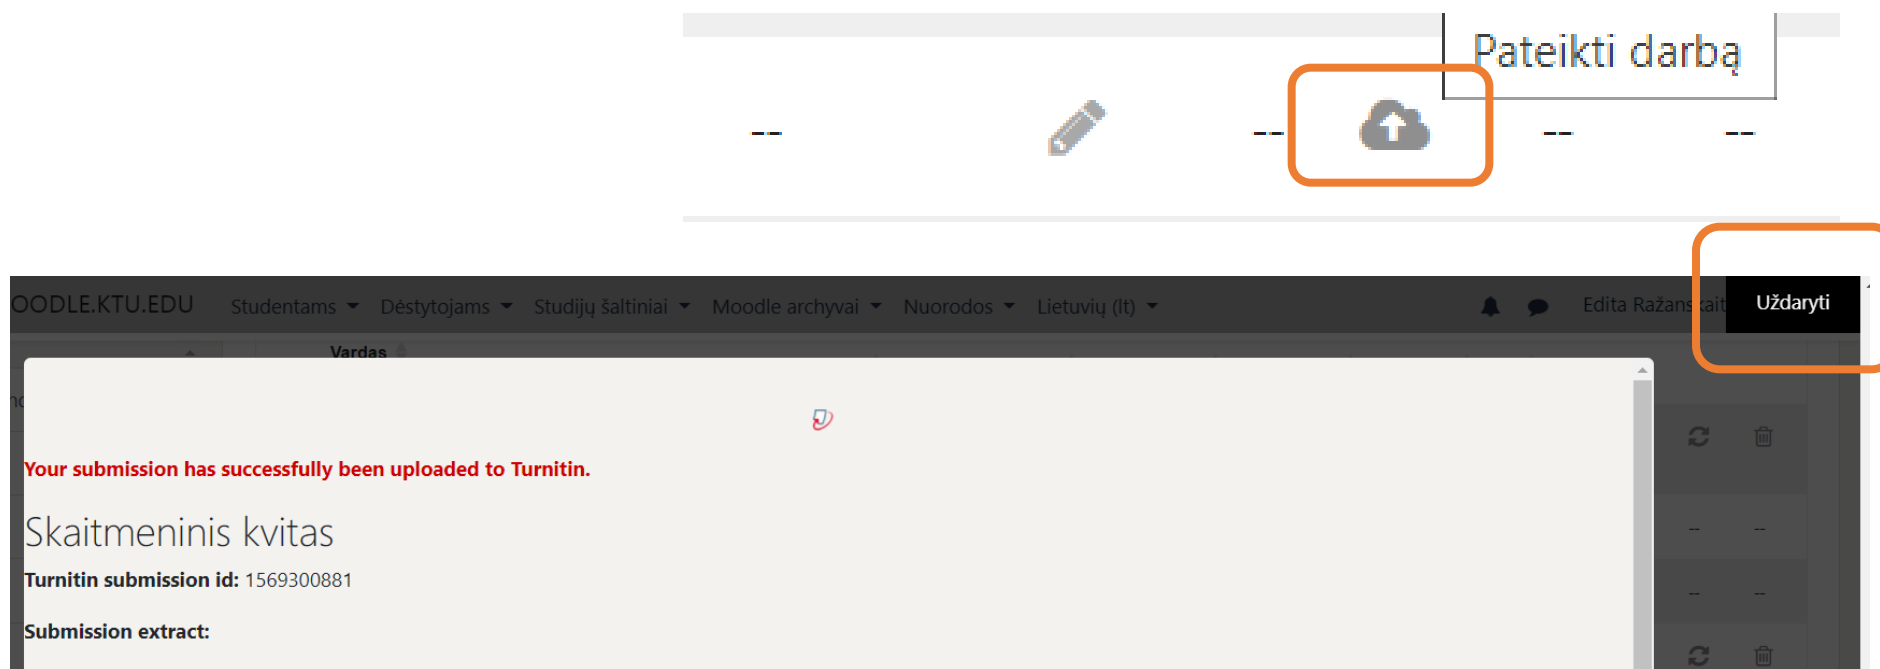 Pateikti darbą
-- -- -- --
OODLE.KTU.EDU Studentams Dėstytojams Studijų šaltiniai Moodle archyvai Nuorodos Lietuvių (lt) Edita Ražanskait Uždaryti
Vardas
Your submission has successfully been uploaded to Turnitin.
Skaitmeninis kvitas
-- --
Turnitin submission id: 1569300881
-- --
Submission extract: